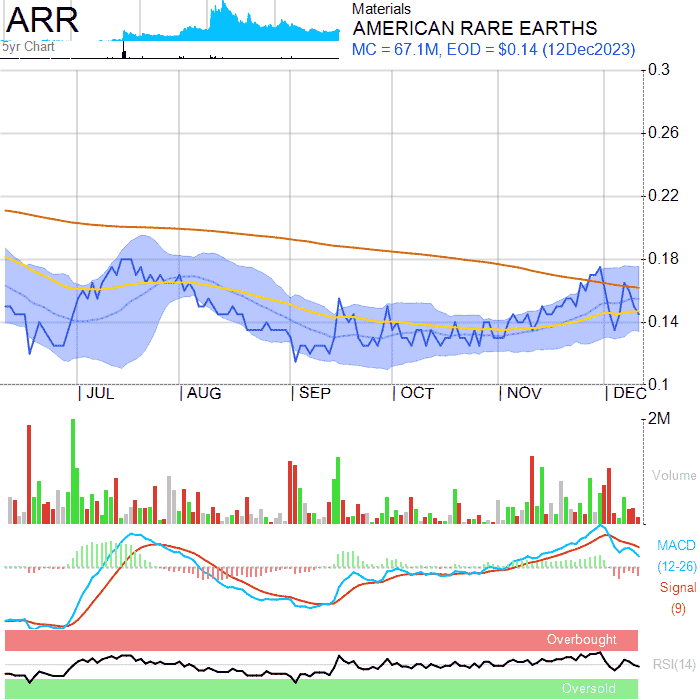 ARR
5yr Chart
Materials
AMERICAN RARE EARTHS
MC = 67.1M, EOD = $0.14 (12Dec2023)
0.3
0.26
0.22
0.18
0.14
0.1
JUL AUG SEP OCT NOV DEC
2M
Volume
MACD
(12-26)
Signal
(9)
Overbought
RSI(14)
Oversold